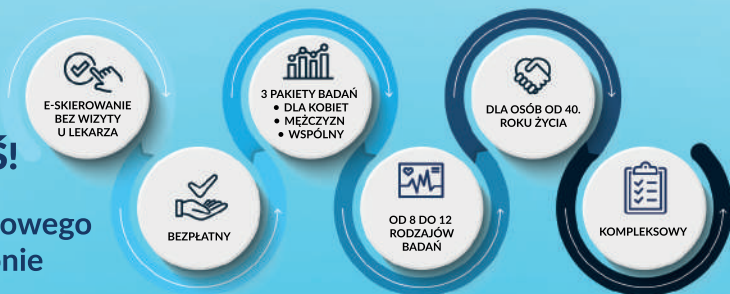 E-SKIEROWANIE
BEZ WIZYTY
U LEKARZA
BEZPŁATNY
3 PAKIETY BADAŃ
• DLA KOBIET
• MĘŻCZYZN
• WSPÓLNY
OD 8 DO 12
RODZAJÓW
BADAŃ
DLA OSÓB OD 40.
ROKU ŻYCIA
KOMPLEKSOWY
Ś!
owego
nie